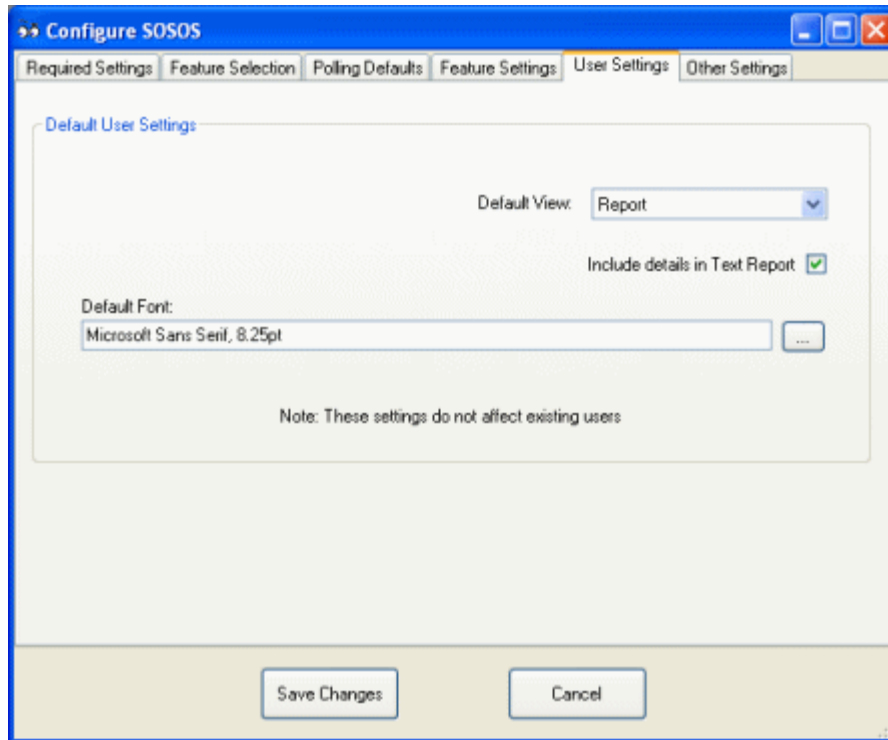 Configure SOSOS
Required Settings Feature Selection Polling Defaults Feature Settings User Settings Other Settings
Default User Settings
Default View: Report
Include details in Text Report
Default Font:
Microsoft Sans Serif, 8.25pt
...
Note: These settings do not affect existing users
Save Changes Cancel